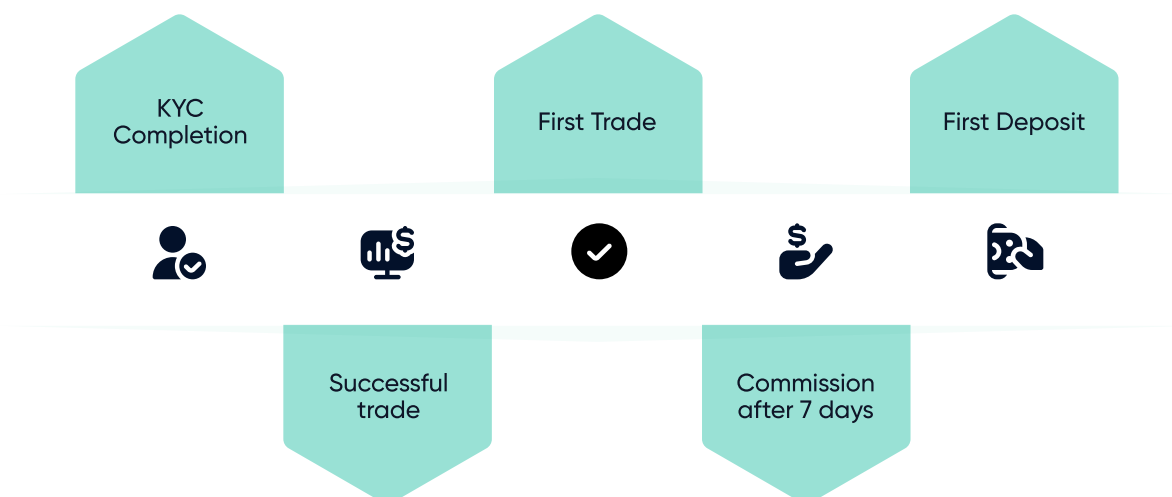 KYC
Completion
First Trade
First Deposit
Successful
trade
Commission
after 7 days